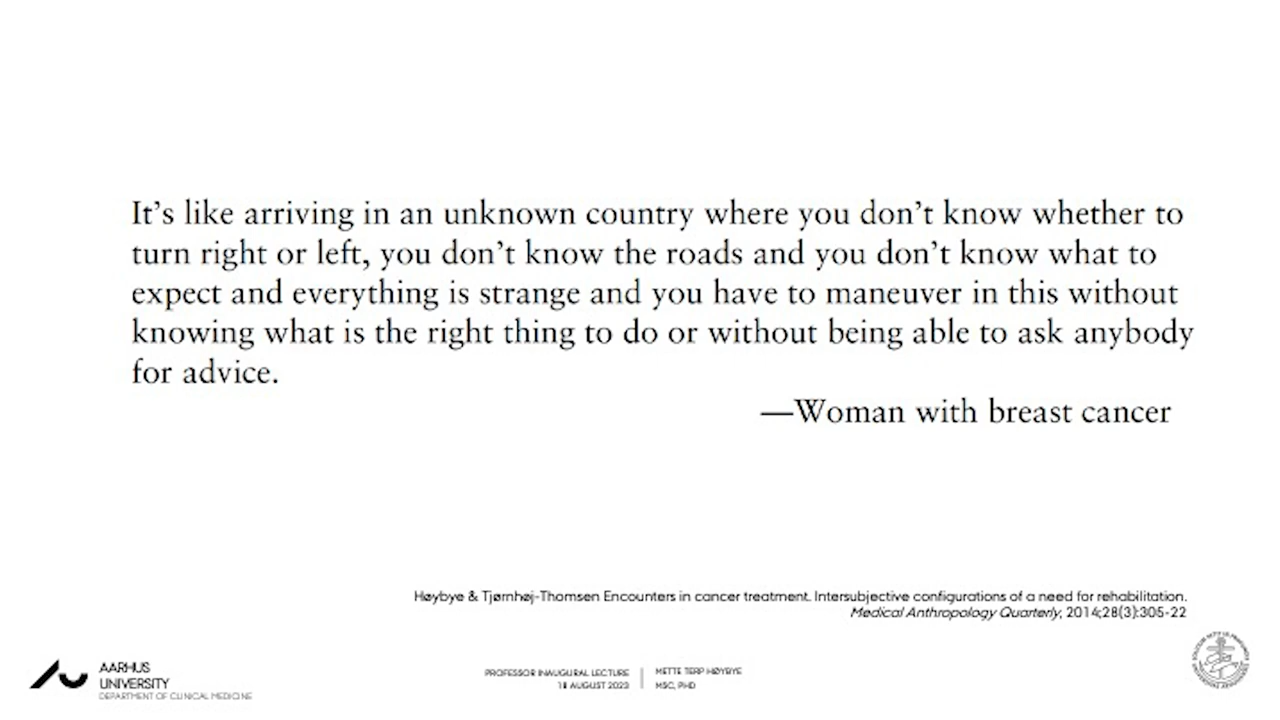 It's like arriving in an unknown country where you don't know whether to
turn right or left, you don't know the roads and you don't know what to
expect and everything is strange and you have to maneuver in this without
knowing what is the right thing to do or without being able to ask anybody
for advice.
—Woman with breast cancer
Høybye & Tjørnhøj-Thomsen Encounters in cancer treatment. Intersubjective configurations of a need for rehabilitation.
Medical Anthropology Quarterly, 2014;28(3):305-22
AARHUS
UNIVERSITY
DEPARTMENT OF CLINICAL MEDICINE
PROFESSOR INAUGURAL LECTURE
18 AUGUST 2023
METTE TERP HØYBYE
MSC, PHD